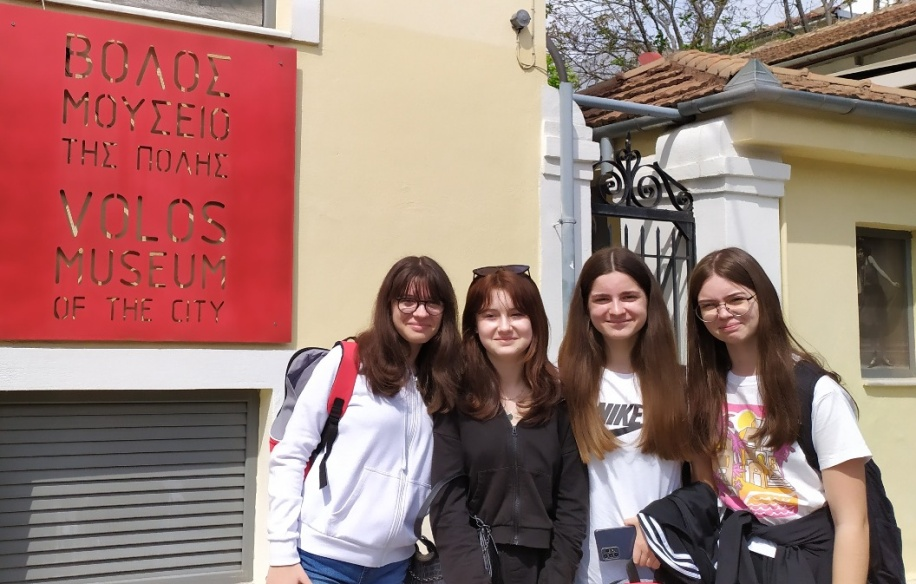 ΒΟΛΟΣ
ΜΟΥΣΕΙΟ
ΤΗΣ ΠΟΛΗΣ
VOLOS
MUSEUM
OF THE CITY
NIKE